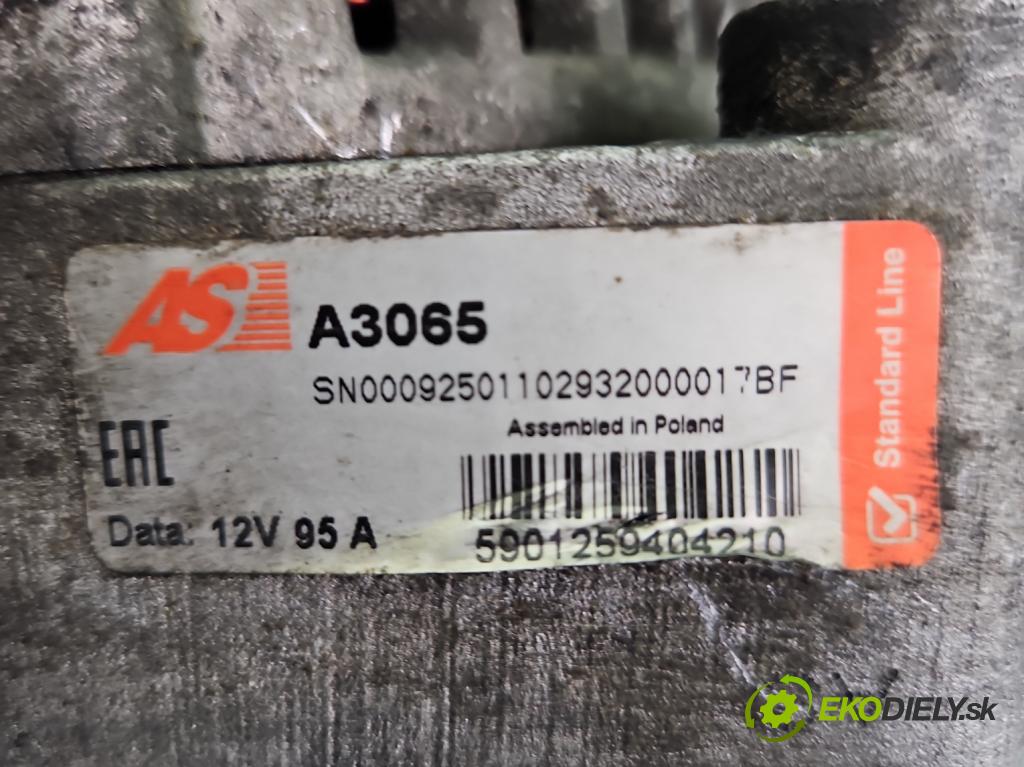 AS
A3065
SN00092501102932000017BF
Assembled in Poland
EAC
Data: 12V 95 A
5901259404210
Standard Line
EKODIELY.sk